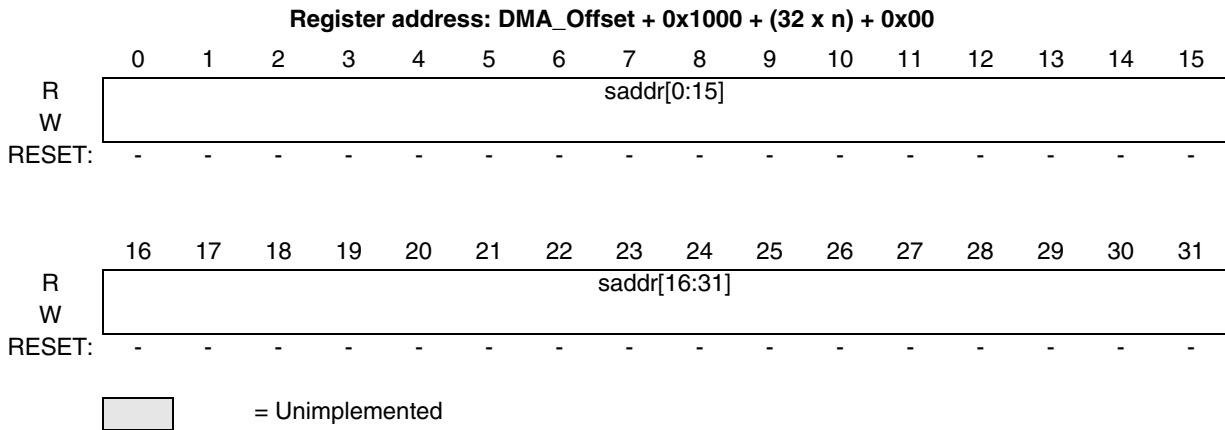 Register address: DMA_Offset + 0x1000 + (32 x n) + 0x00
0 1 2 3 4 5 6 7 8 9 10 11 12 13 14 15
R saddr[0:15]
W
RESET: - - - - - - - - - - - - - - - -
16 17 18 19 20 21 22 23 24 25 26 27 28 29 30 31
R saddr[16:31]
W
RESET: - - - - - - - - - - - - - - - -
= Unimplemented